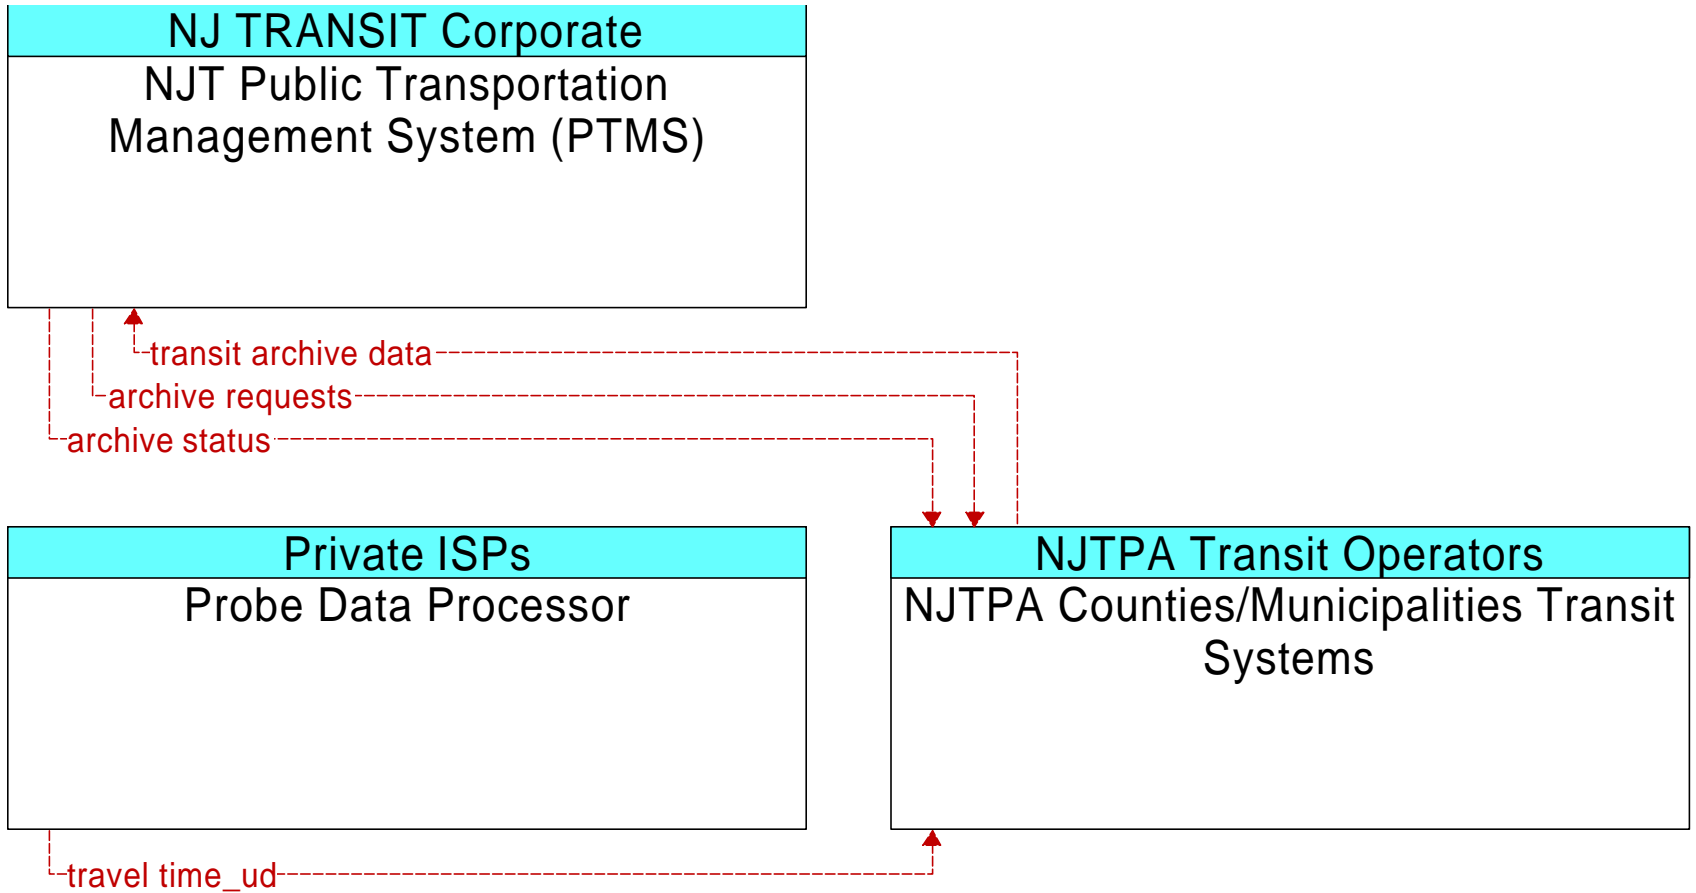 NJ TRANSIT Corporate
NJT Public Transportation
Management System (PTMS)
transit archive data
archive requests
archive status
Private ISPs
Probe Data Processor
NJTPA Transit Operators
NJTPA Counties/Municipalities Transit
Systems
travel time_ud